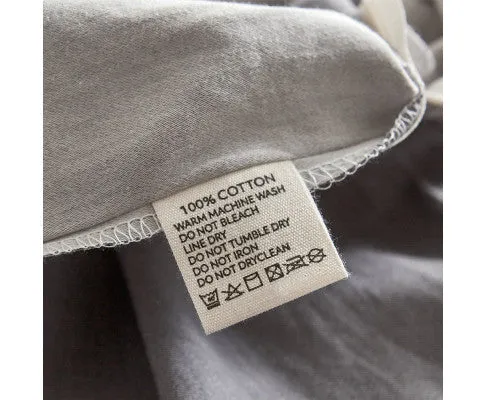 100% COTTON
WARM MACHINE WASH
DO NOT BLEACH
LINE DRY
DO NOT TUMBLE DRY
DO NOT IRON
DO NOT DRYCLEAN